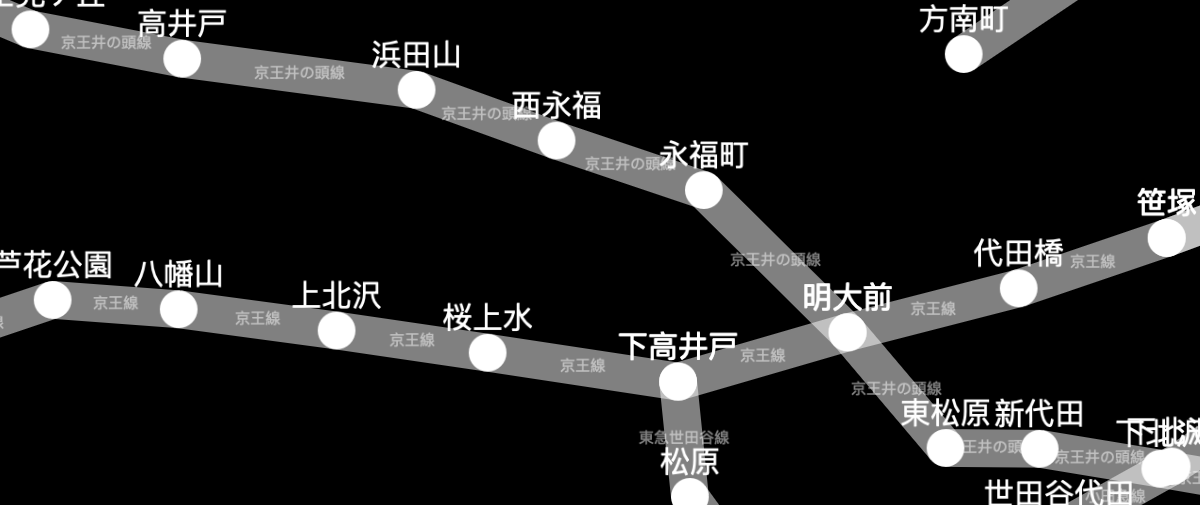 高井戸
方南町
京王井の頭線
浜田山
京王井の頭線
西永福
京王井の頭線
永福町
京王井の頭線
笹塚
代田橋
京王井の頭線
京王線
芦花公園
八幡山
上北沢
明大前
京王線
京王線
京王線
桜上水
京王線
下高井戸
京王線
京王線
京王井の頭線
東松原
新代田
京王井の頭線
東急世田谷線
松原
世田谷代田